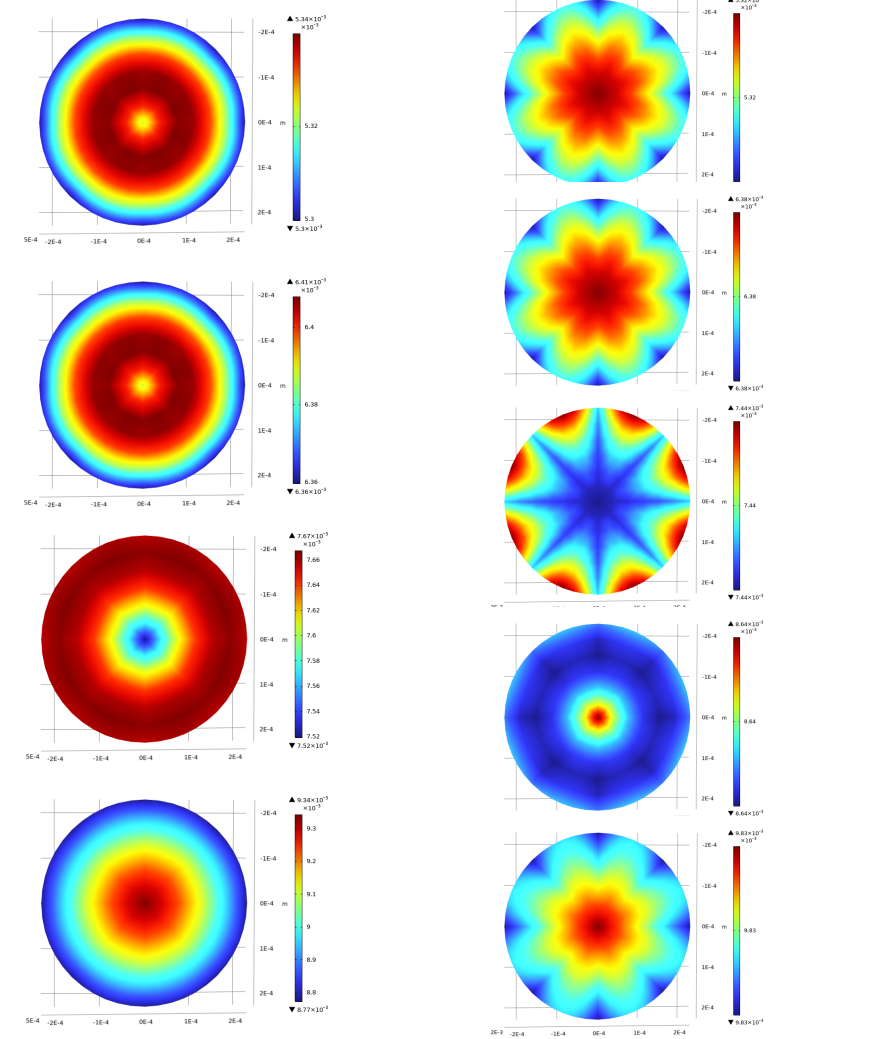 ▲ 5.34×10⁻³
×10⁻³
-2E-4
-1E-4
0E-4 m
5.32
1E-4
2E-4
5.3
▼ 5.3×10⁻³
5E-4 -2E-4 -1E-4 0E-4 1E-4 2E-4
▲ 6.41×10⁻³
×10⁻³
-2E-4
6.4
-1E-4
0E-4 m
6.38
1E-4
2E-4
6.36
▼ 6.36×10⁻³
5E-4 -2E-4 -1E-4 0E-4 1E-4 2E-4
▲ 7.67×10⁻³
×10⁻³
-2E-4
7.66
7.64
-1E-4
7.62
0E-4 m
7.6
7.58
1E-4
7.56
7.54
2E-4
7.52
▼ 7.52×10⁻³
5E-4 -2E-4 -1E-4 0E-4 1E-4 2E-4
▲ 9.34×10⁻³
×10⁻³
-2E-4
9.3
-1E-4
9.2
9.1
0E-4 m
9
1E-4
8.9
2E-4
8.8
▼ 8.77×10⁻³
5E-4 -2E-4 -1E-4 0E-4 1E-4 2E-4
×10⁻³
-2E-4
-1E-4
0E-4 m
5.32
1E-4
2E-4
▲ 6.38×10⁻³
×10⁻³
-2E-4
-1E-4
0E-4 m
6.38
1E-4
2E-4
▼ 6.38×10⁻³
▲ 7.44×10⁻³
×10⁻³
-2E-4
-1E-4
0E-4 m
7.44
1E-4
2E-4
▼ 7.44×10⁻³
▲ 8.64×10⁻³
×10⁻³
-2E-4
-1E-4
0E-4 m
8.64
1E-4
2E-4
▼ 8.64×10⁻³
▲ 9.83×10⁻³
×10⁻³
-2E-4
-1E-4
0E-4 m
9.83
1E-4
2E-4
▼ 9.83×10⁻³
2E-3 -2E-4 -1E-4 0E-4 1E-4 2E-4